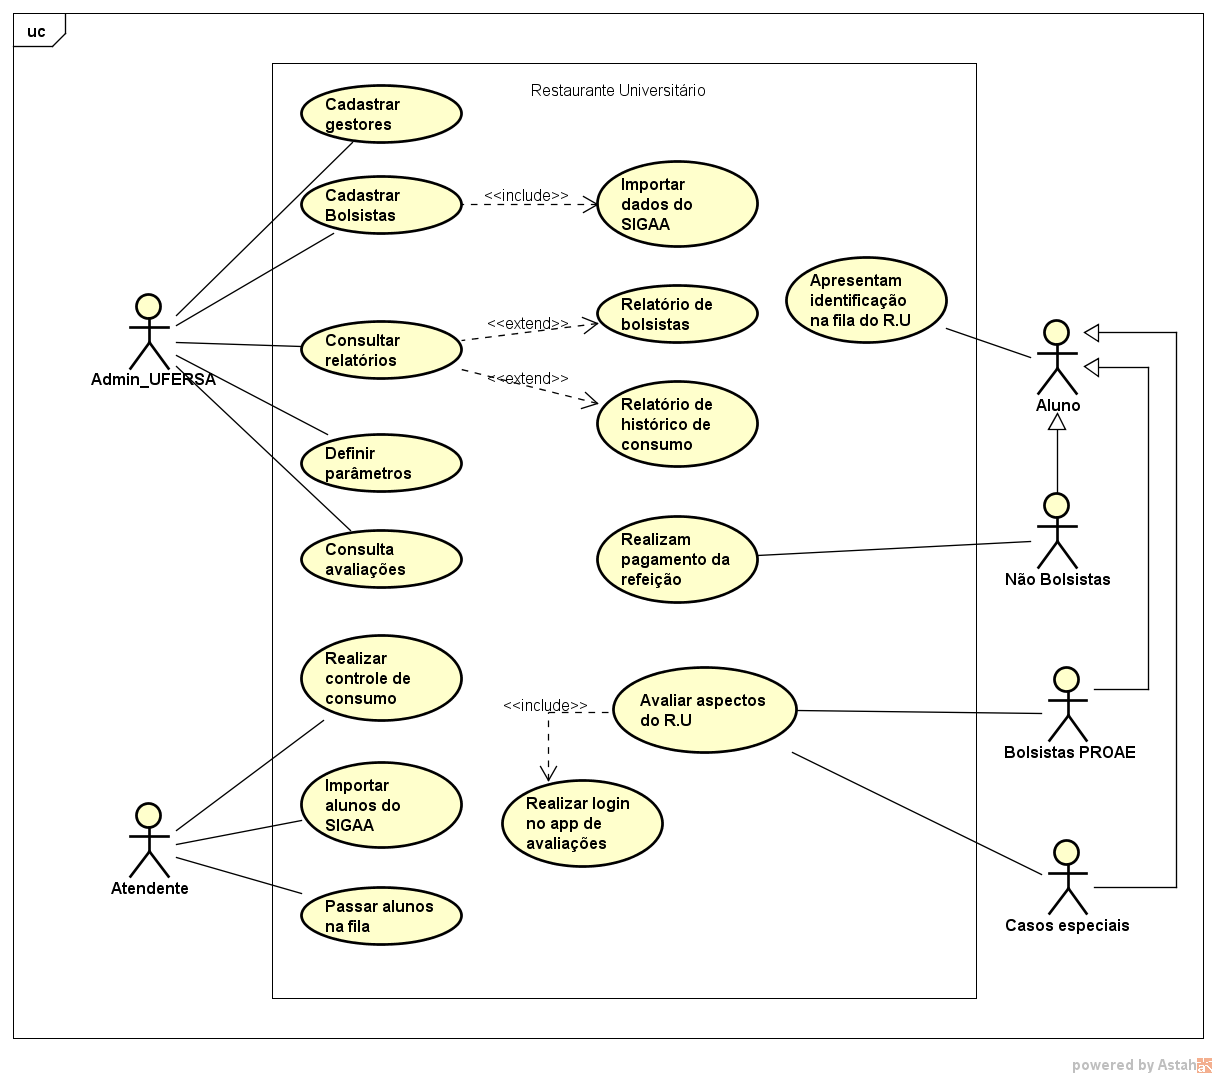 uc
Restaurante Universitário
Cadastrar
gestores
Cadastrar
Bolsistas
<<include>>
Importar
dados do
SIGAA
Apresentam
identificação
na fila do R.U
Relatório de
bolsistas
<<extend>>
Consultar
relatórios
Admin_UFERSA
<<extend>>
Relatório de
histórico de
consumo
Aluno
Definir
parâmetros
Consulta
avaliações
Realizam
pagamento da
refeição
Não Bolsistas
Realizar
controle de
consumo
<<include>>
Avaliar aspectos
do R.U
Bolsistas PROAE
Importar
alunos do
SIGAA
Realizar login
no app de
avaliações
Atendente
Passar alunos
na fila
Casos especiais
powered by Astah